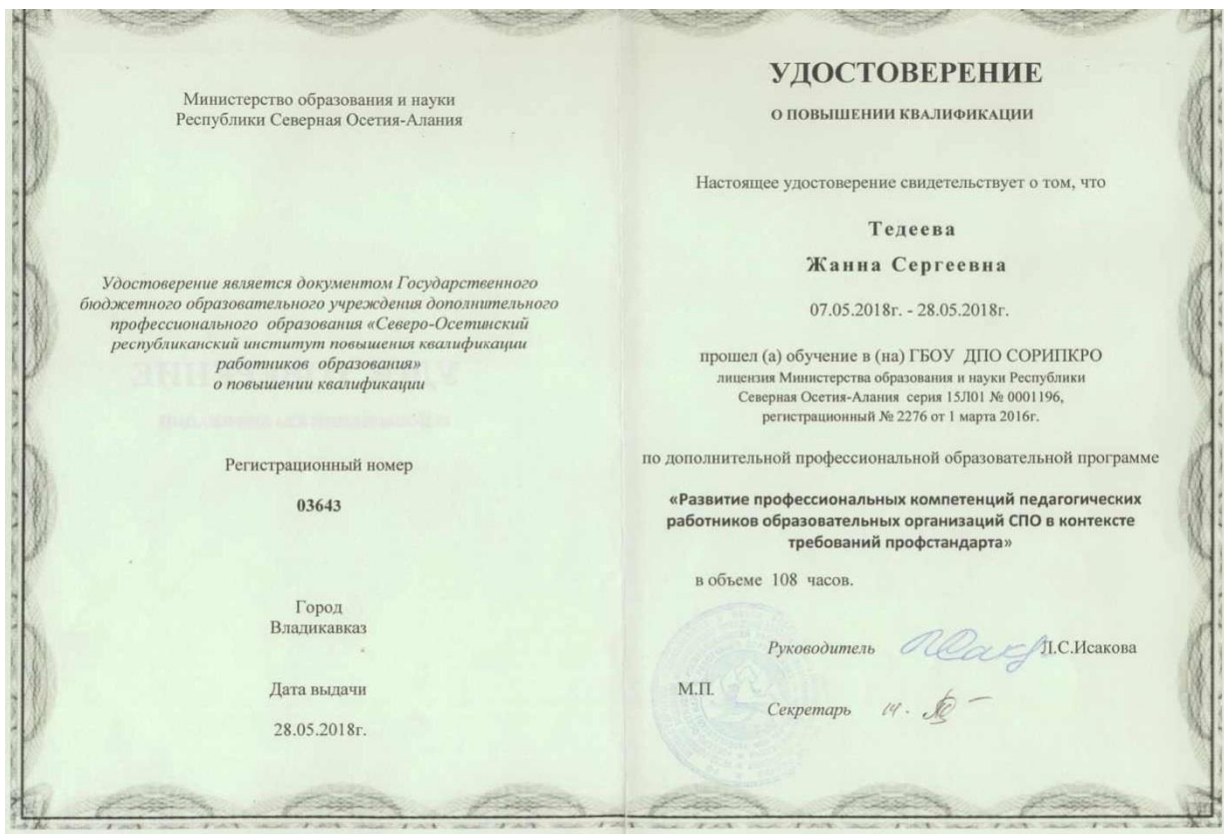 Министерство образования и науки
Республики Северная Осетия-Алания
Удостоверение является документом Государственного
бюджетного образовательного учреждения дополнительного
профессионального образования «Северо-Осетинский
республиканский институт повышения квалификации
работников образования»
о повышении квалификации
Регистрационный номер
03643
Город
Владикавказ
Дата выдачи
28.05.2018г.
УДОСТОВЕРЕНИЕ
О ПОВЫШЕНИИ КВАЛИФИКАЦИИ
Настоящее удостоверение свидетельствует о том, что
Тедеева
Жанна Сергеевна
07.05.2018г. - 28.05.2018г.
прошел (а) обучение в (на) ГБОУ ДПО СОРИПКРО
лицензия Министерства образования и науки Республики
Северная Осетия-Алания серия 15Л01 № 0001196,
регистрационный № 2276 от 1 марта 2016г.
по дополнительной профессиональной образовательной программе
«Развитие профессиональных компетенций педагогических
работников образовательных организаций СПО в контексте
требований профстандарта»
в объеме 108 часов.
Руководитель Л.С.Исакова
М.П.
Секретарь